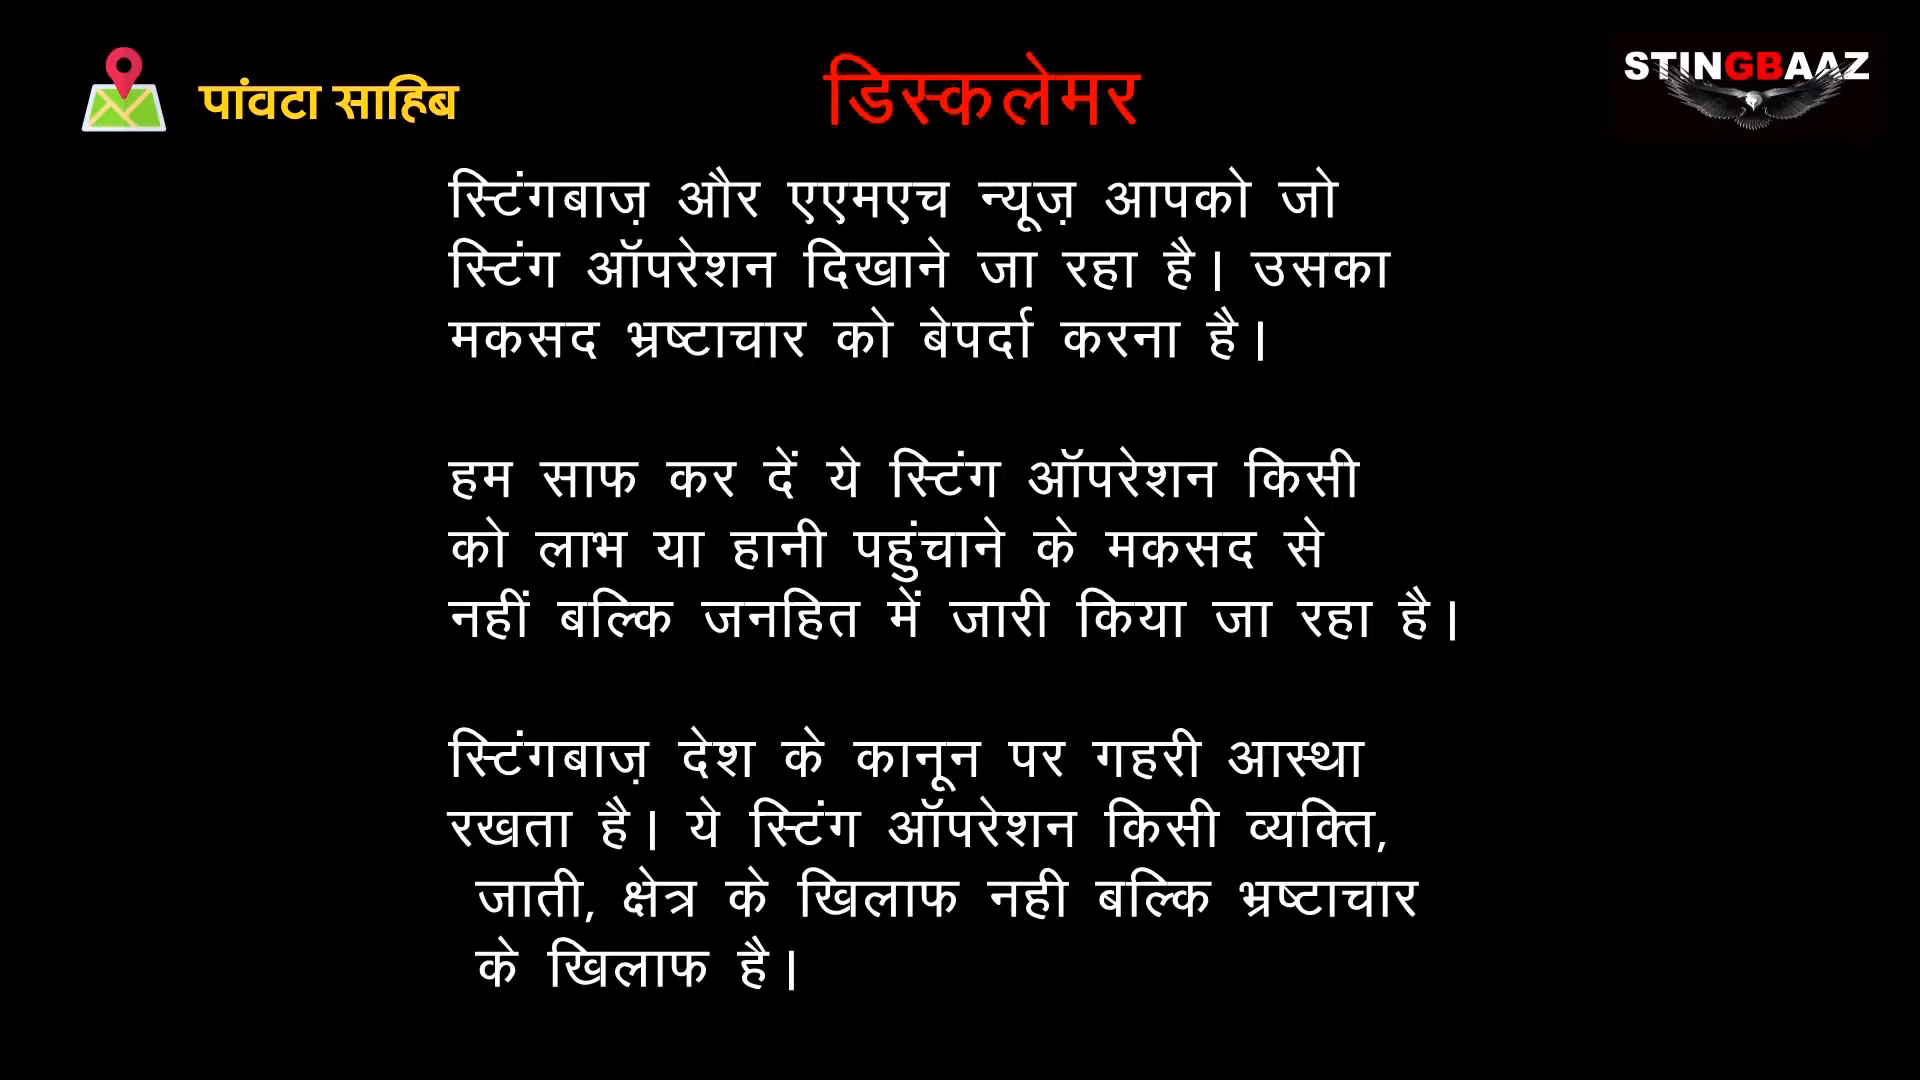 पांवटा साहिब
डिस्कलेमर
STINGBAAZ
स्टिंगबाज़ और एएमएच न्यूज़ आपको जो
स्टिंग ऑपरेशन दिखाने जा रहा है। उसका
मकसद भ्रष्टाचार को बेपर्दा करना है।
हम साफ कर दें ये स्टिंग ऑपरेशन किसी
को लाभ या हानी पहुंचाने के मकसद से
नहीं बल्कि जनहित में जारी किया जा रहा है।
स्टिंगबाज़ देश के कानून पर गहरी आस्था
रखता है। ये स्टिंग ऑपरेशन किसी व्यक्ति,
जाती, क्षेत्र के खिलाफ नही बल्कि भ्रष्टाचार
के खिलाफ है।